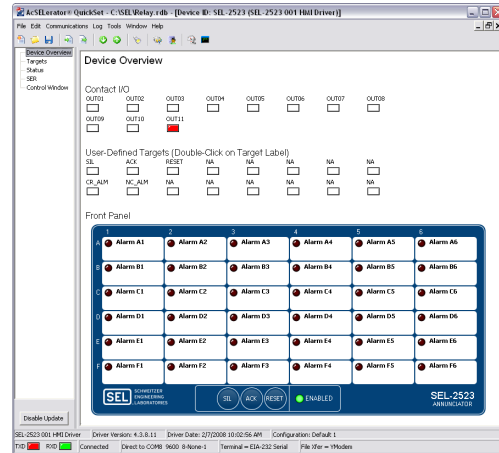 AcSELerator® QuickSet - C:\SEL\Relay.rdb - [Device ID: SEL-2523 (SEL-2523 001 HMI Driver)]
File Edit Communications Log Tools Window Help
Device Overview
Targets
Status
SER
Control Window
Device Overview
Contact I/O
OUT01 OUT02 OUT03 OUT04 OUT05 OUT06 OUT07 OUT08
OUT09 OUT10 OUT11
User-Defined Targets (Double-Click on Target Label)
SIL ACK RESET NA NA NA NA NA
CR_ALM NC_ALM NA NA NA NA NA NA
Front Panel
1 2 3 4 5 6
A Alarm A1 Alarm A2 Alarm A3 Alarm A4 Alarm A5 Alarm A6
B Alarm B1 Alarm B2 Alarm B3 Alarm B4 Alarm B5 Alarm B6
C Alarm C1 Alarm C2 Alarm C3 Alarm C4 Alarm C5 Alarm C6
D Alarm D1 Alarm D2 Alarm D3 Alarm D4 Alarm D5 Alarm D6
E Alarm E1 Alarm E2 Alarm E3 Alarm E4 Alarm E5 Alarm E6
F Alarm F1 Alarm F2 Alarm F3 Alarm F4 Alarm F5 Alarm F6
SEL SCHWEITZER
ENGINEERING
LABORATORIES
SIL ACK RESET ENABLED
SEL-2523
ANNUNCIATOR
Disable Update
SEL-2523 001 HMI Driver Driver Version: 4.3.8.11 Driver Date: 2/7/2008 10:02:56 AM Configuration: Default 1
TXD RXD Connected Direct to COM8 9600 8-None-1 Terminal = EIA-232 Serial File Xfer = YModem